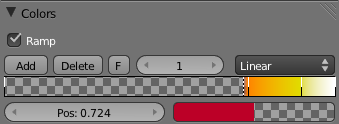 Colors
Ramp
Add Delete F 1 Linear
Pos: 0.724